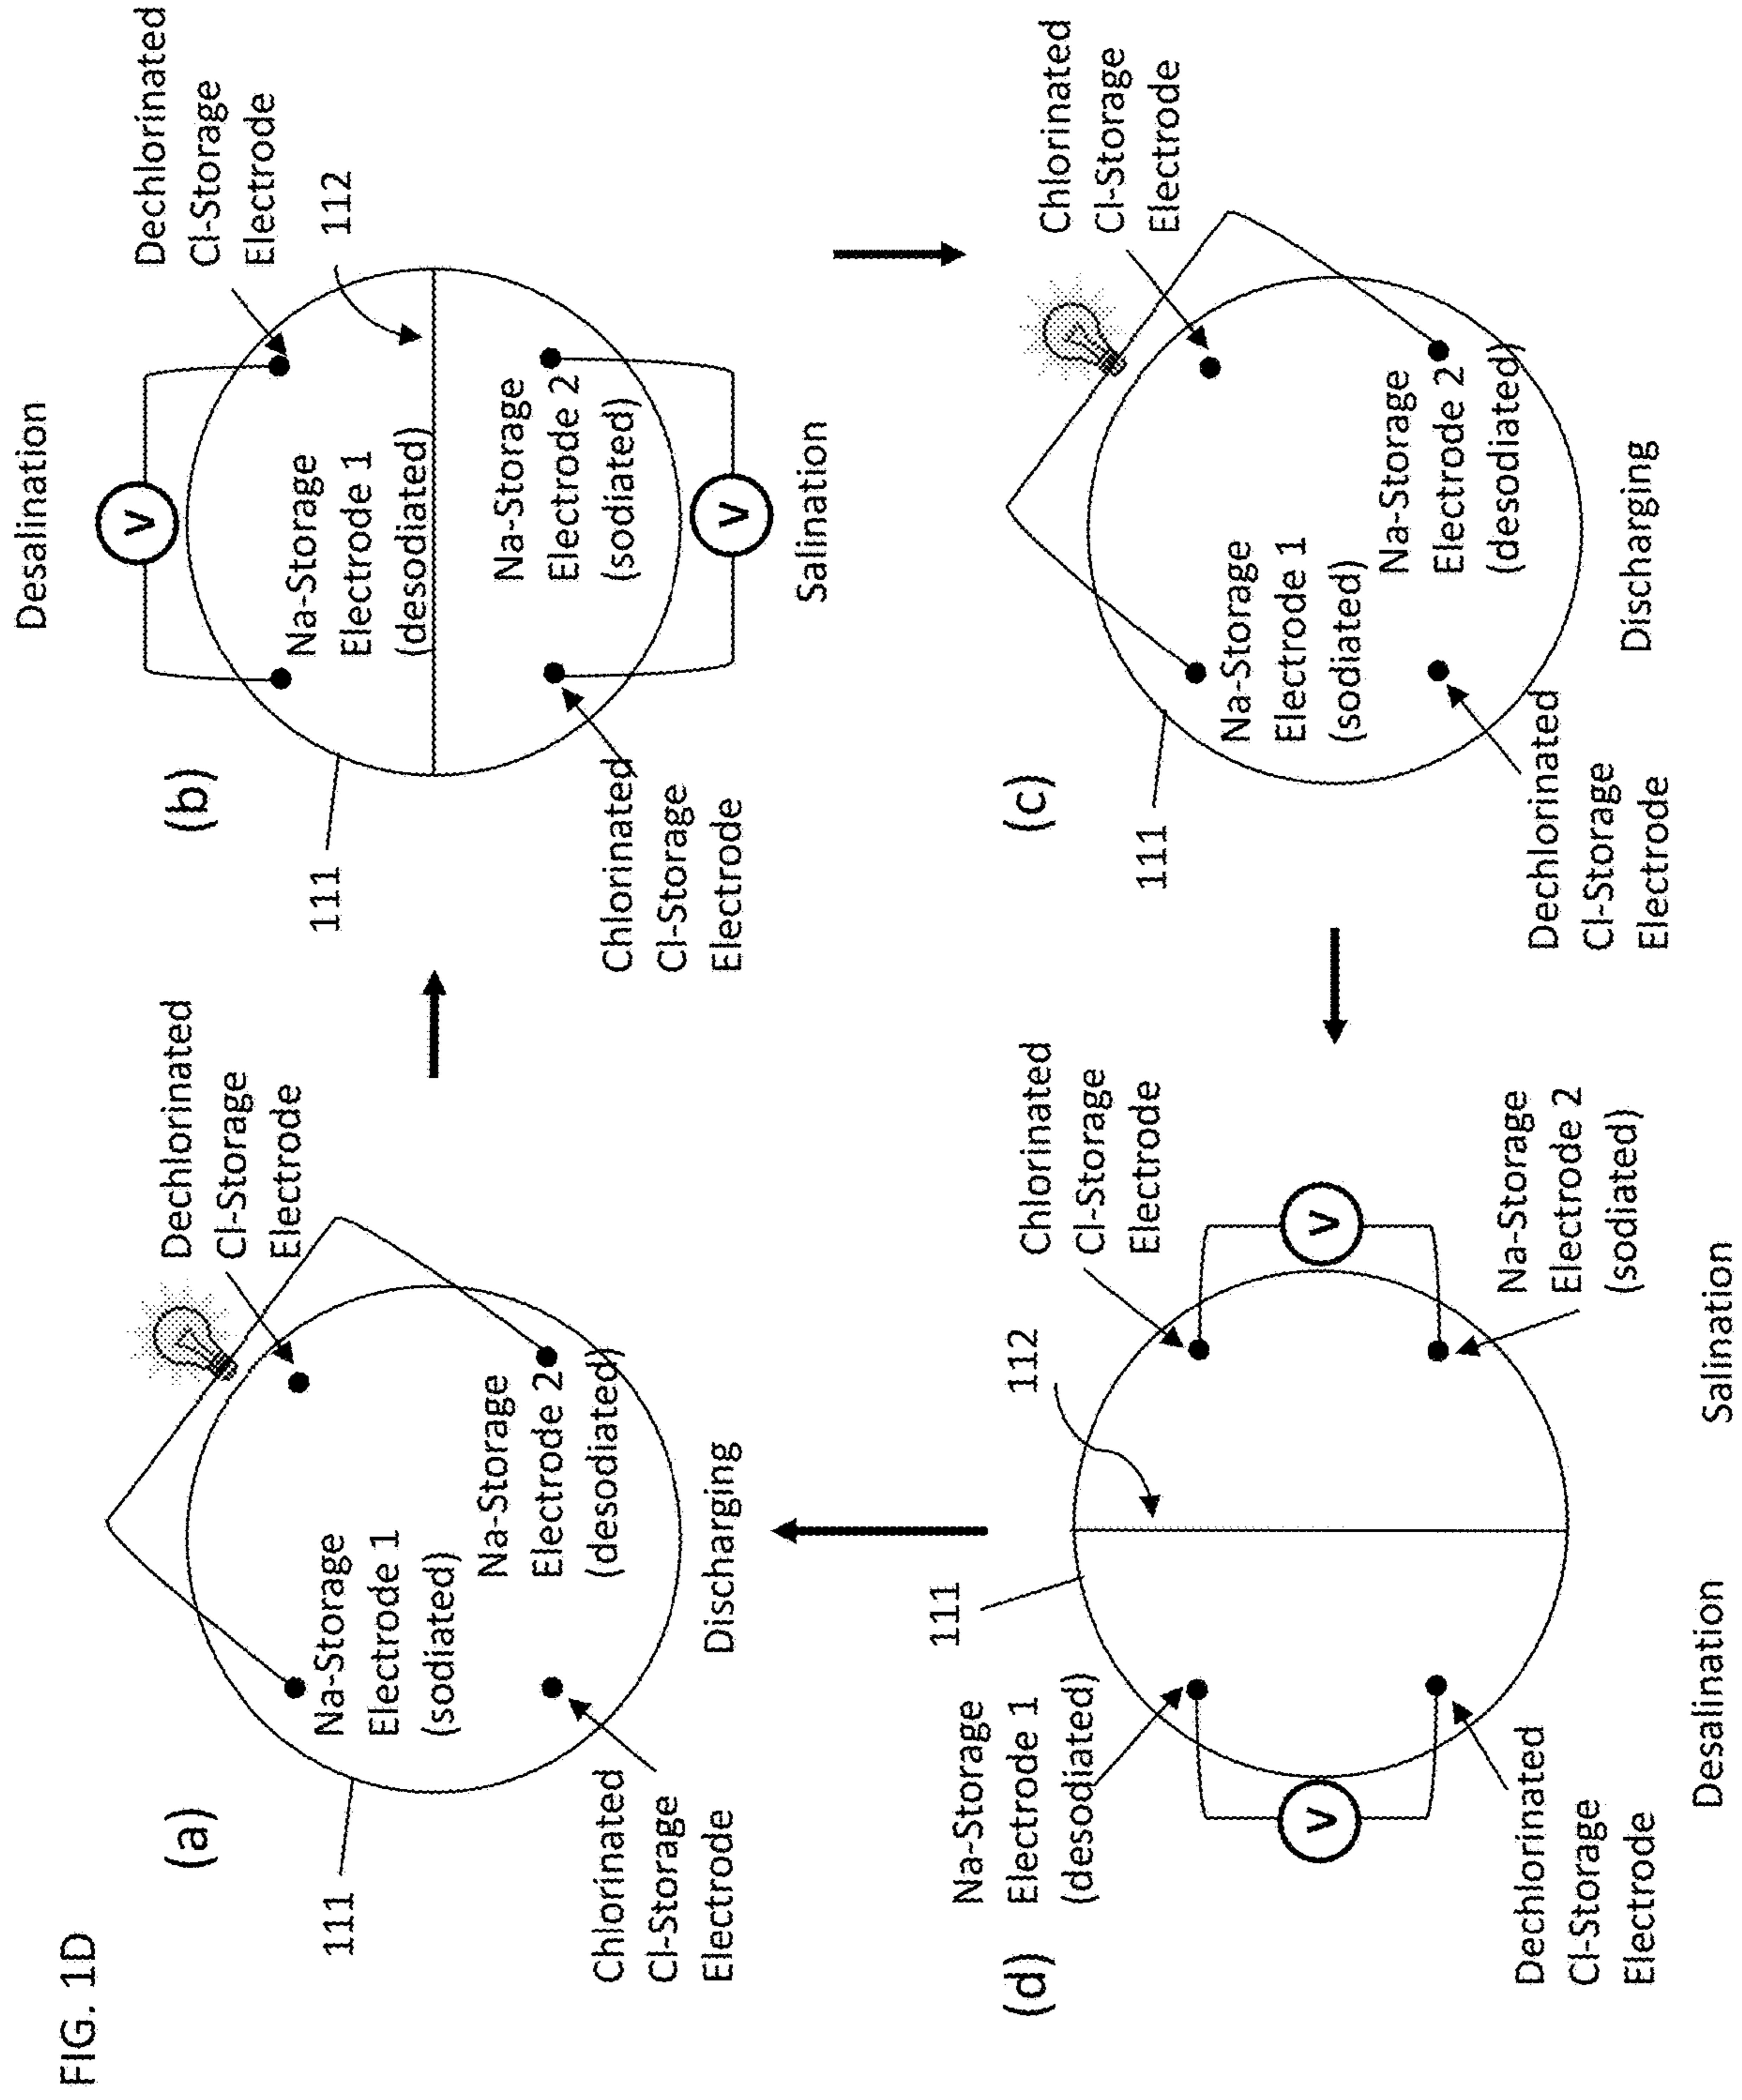 FIG. 1D
(a)
111
Dechlorinated
Cl-Storage
Electrode
Na-Storage
Electrode 1
(sodiated)
Na-Storage
Electrode 2
(desodiated)
Chlorinated
Cl-Storage
Electrode
Discharging
(b)
111
Desalination
V
Dechlorinated
Cl-Storage
Electrode
112
Na-Storage
Electrode 1
(desodiated)
Na-Storage
Electrode 2
(sodiated)
Chlorinated
Cl-Storage
Electrode
V
Salination
(d)
Na-Storage
Electrode 1
(desodiated)
111
112
Chlorinated
Cl-Storage
Electrode
V
V
Dechlorinated
Cl-Storage
Electrode
Na-Storage
Electrode 2
(sodiated)
Desalination
Salination
(c)
111
Chlorinated
Cl-Storage
Electrode
Na-Storage
Electrode 1
(sodiated)
Na-Storage
Electrode 2
(desodiated)
Dechlorinated
Cl-Storage
Electrode
Discharging